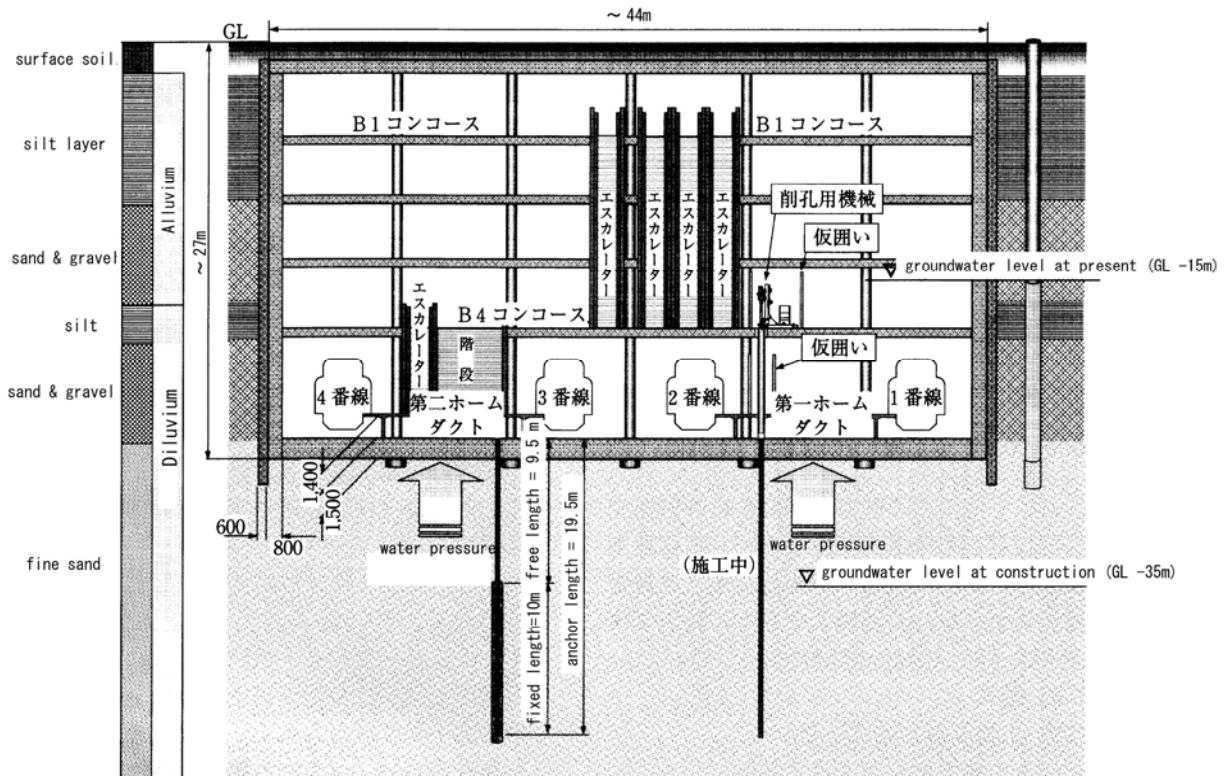 ~ 44m
GL
surface soil
silt layer
Alluvium
sand & gravel
silt
sand & gravel
Diluvium
fine sand
~ 27m
B1コンコース
B1コンコース
エスカレーター
エスカレーター
エスカレーター
エスカレーター
削孔用機械
仮囲い
groundwater level at present (GL -15m)
エスカレーター
B4コンコース
階段
仮囲い
4番線
第二ホーム
ダクト
3番線
2番線
第一ホーム
ダクト
1番線
1,400
1,500
600
800
water pressure
free length = 9.5 m
fixed length=10m
anchor length = 19.5m
(施工中)
water pressure
groundwater level at construction (GL -35m)